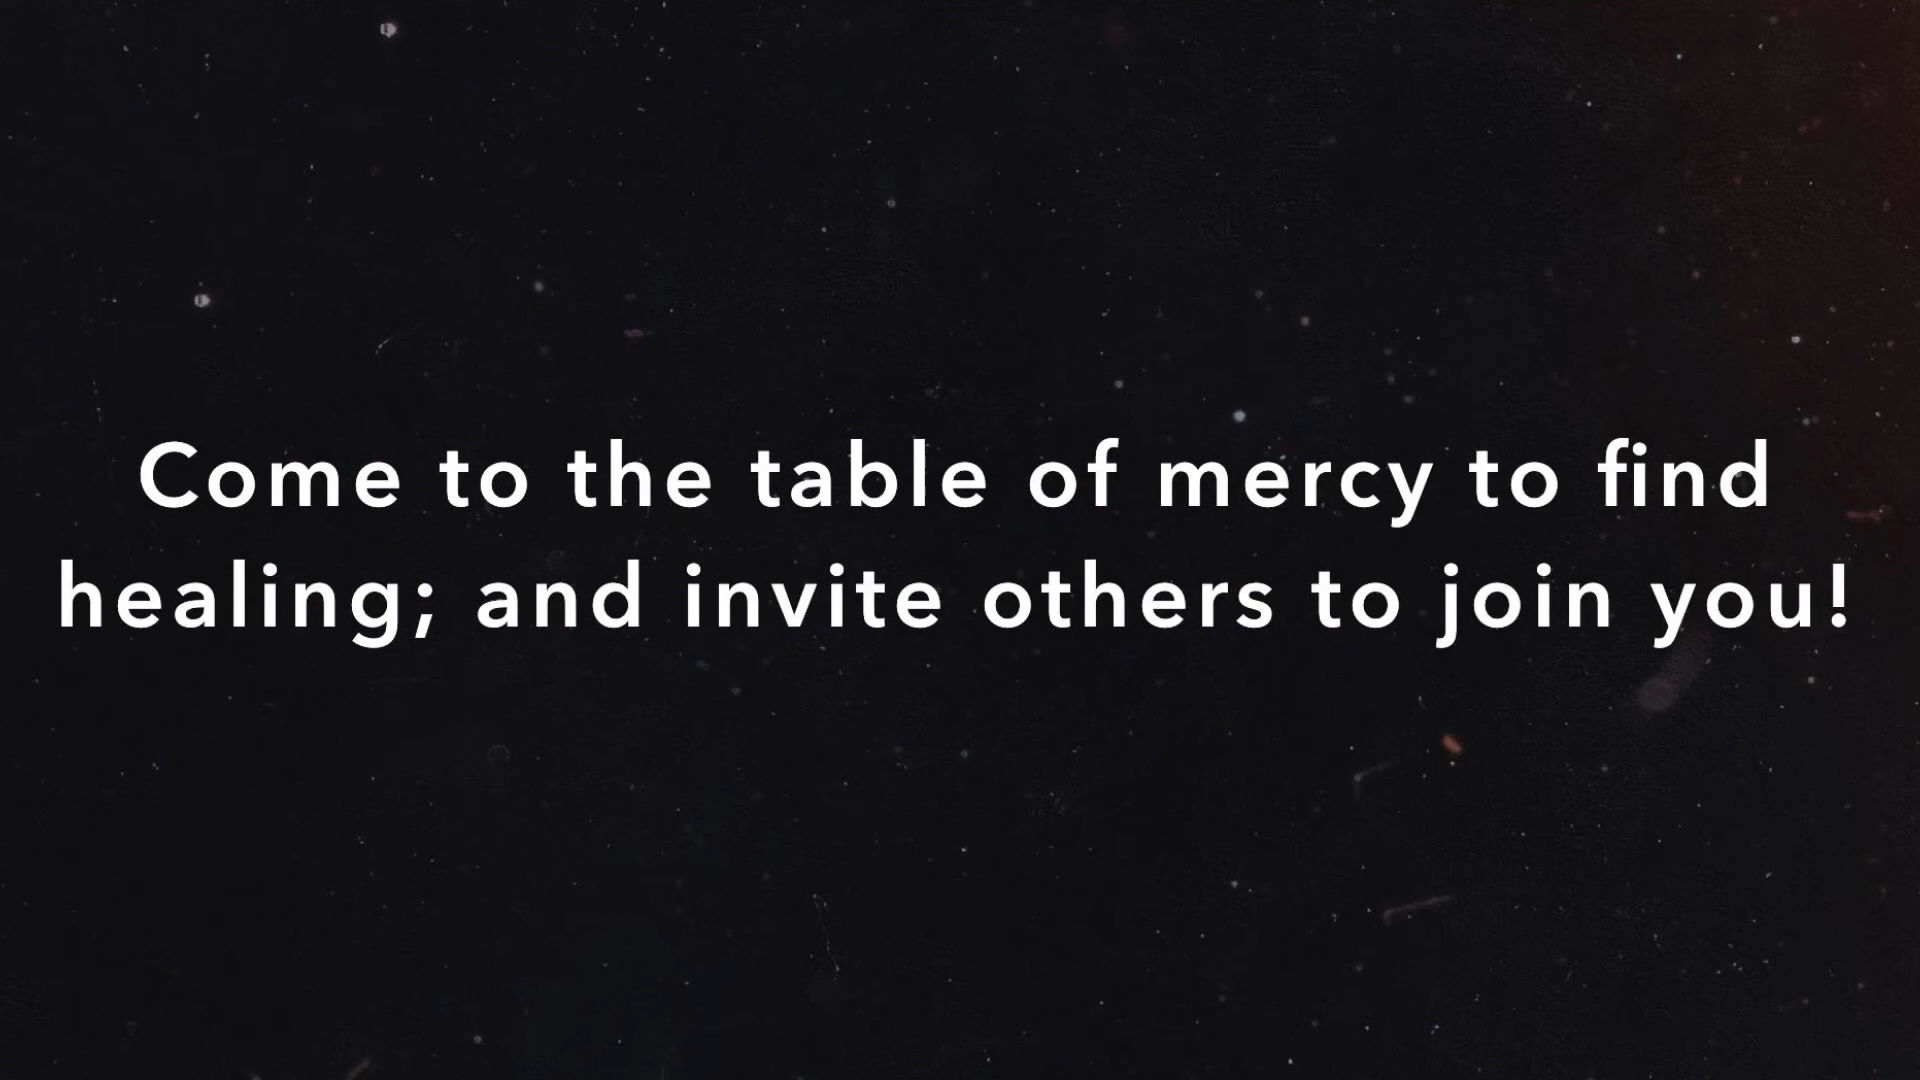 Come to the table of mercy to find
healing; and invite others to join you!